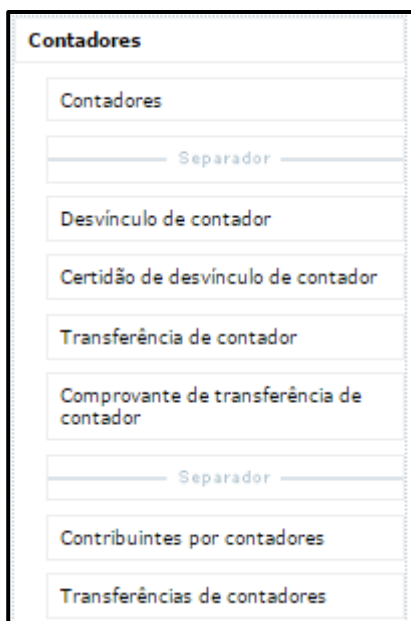 Contadores
Contadores
Separador
Desvínculo de contador
Certidão de desvínculo de contador
Transferência de contador
Comprovante de transferência de
contador
Separador
Contribuintes por contadores
Transferências de contadores